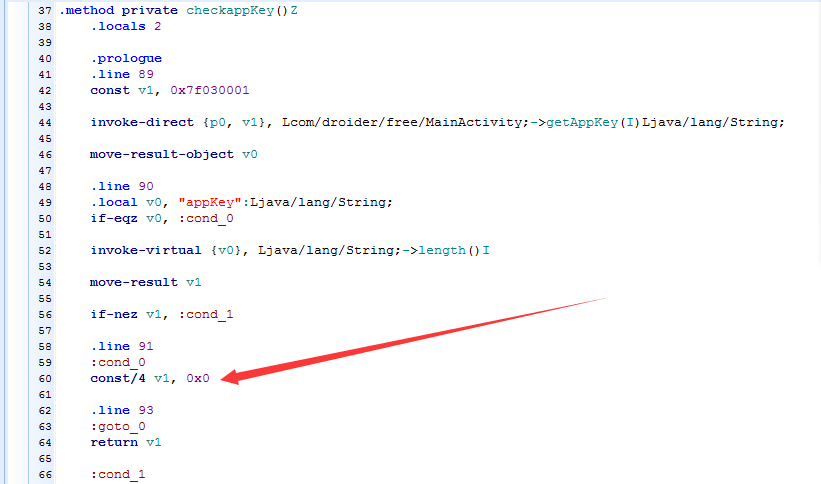 37 .method private checkappKey()Z
38 .locals 2
39
40 .prologue
41 .line 89
42 const v1, 0x7f030001
43
44 invoke-direct {p0, v1}, Lcom/droider/free/MainActivity;->getAppKey(I)Ljava/lang/String;
45
46 move-result-object v0
47
48 .line 90
49 .local v0, "appKey":Ljava/lang/String;
50 if-eqz v0, :cond_0
51
52 invoke-virtual {v0}, Ljava/lang/String;->length()I
53
54 move-result v1
55
56 if-nez v1, :cond_1
57
58 .line 91
59 :cond_0
60 const/4 v1, 0x0
61
62 .line 93
63 :goto_0
64 return v1
65
66 :cond_1